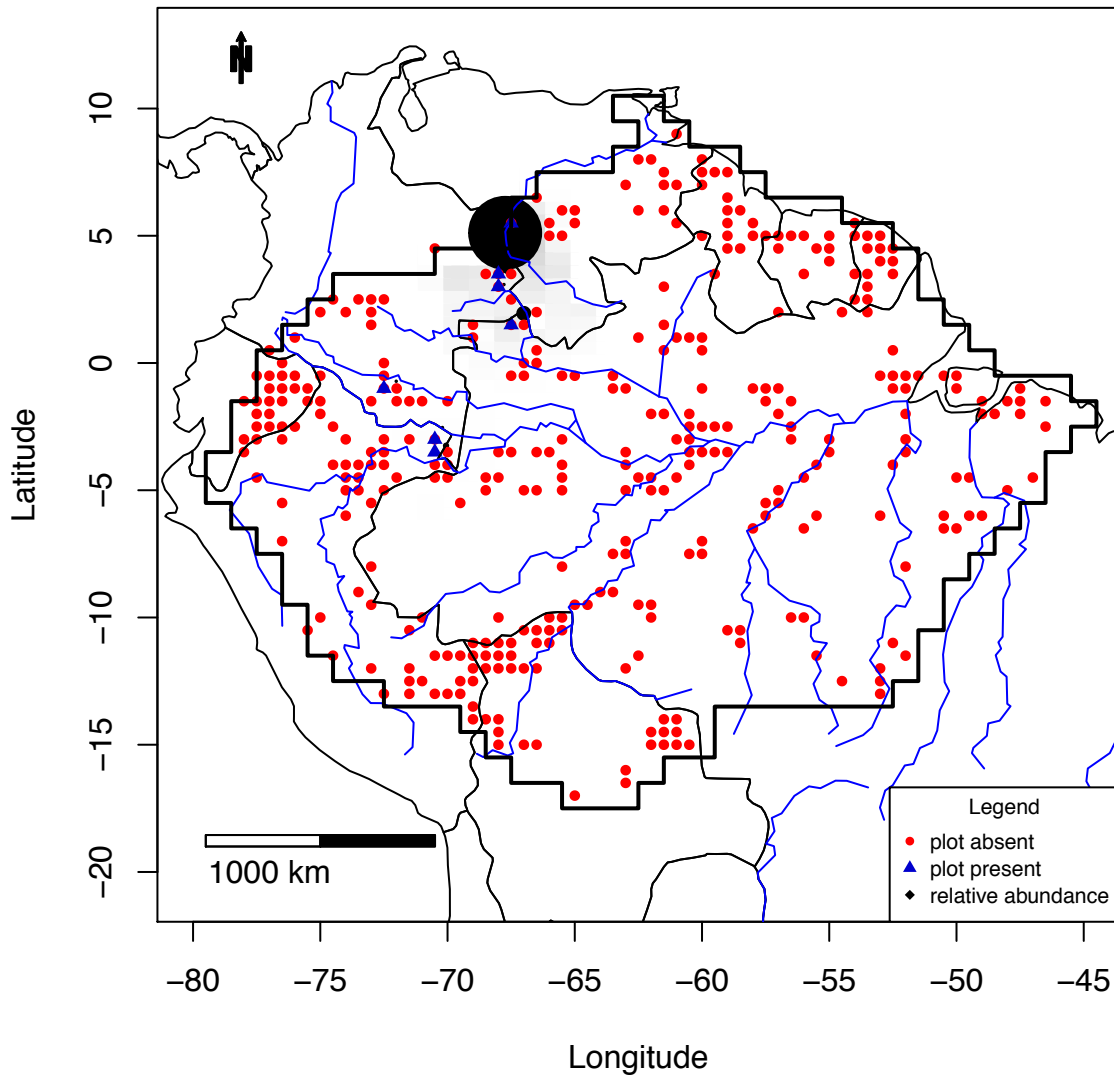 N
10
5
0
−5
−10
−15
−20
Latitude
1000 km
Legend
plot absent
plot present
relative abundance
−80 −75 −70 −65 −60 −55 −50 −45
Longitude